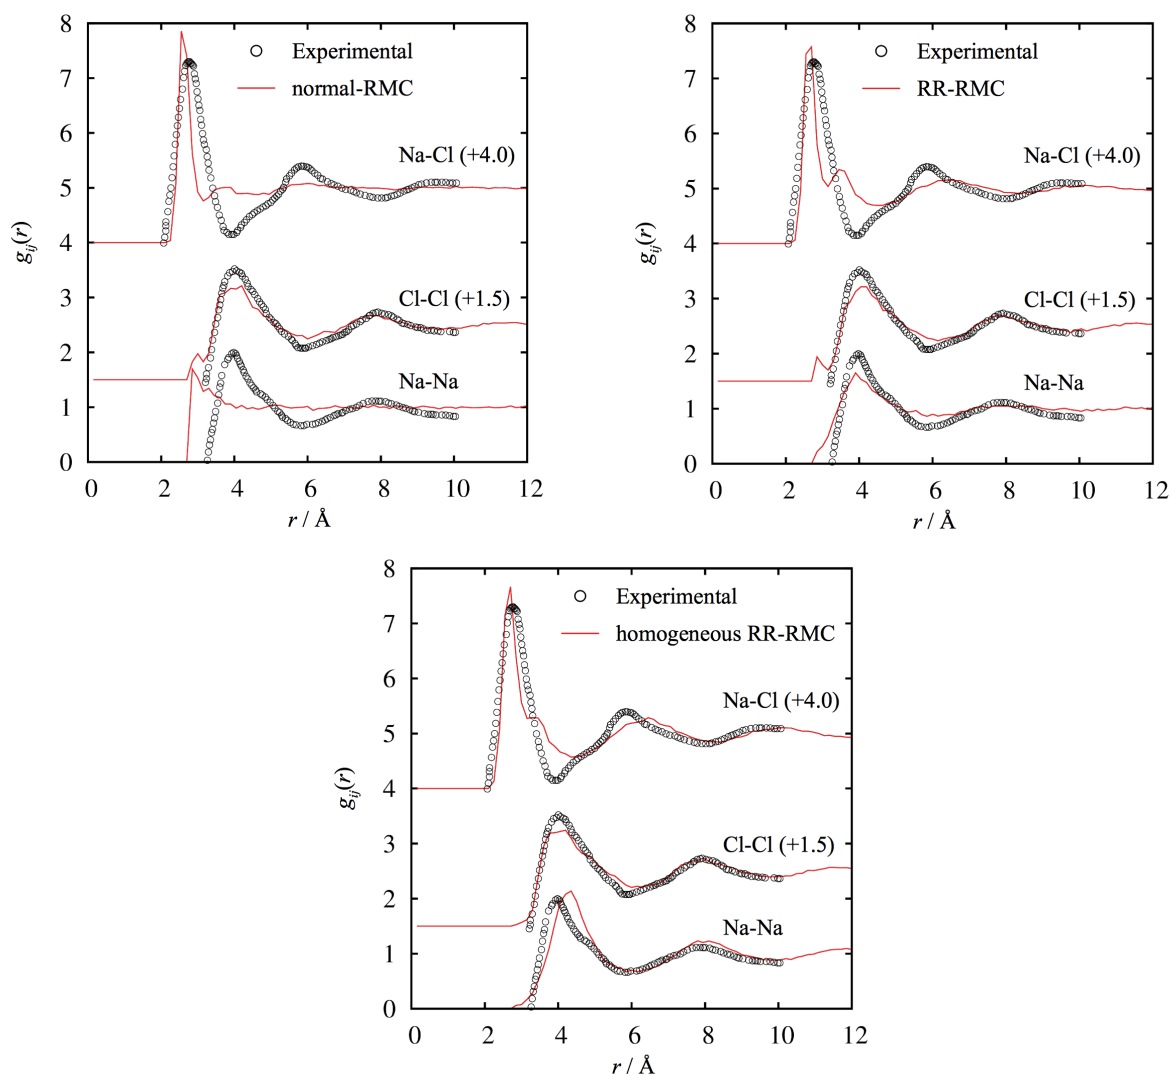 8
7
6
5
4
3
2
1
0
g_ij(r)
Experimental
normal-RMC
Na-Cl (+4.0)
Cl-Cl (+1.5)
Na-Na
0 2 4 6 8 10 12
r / Å
8
7
6
5
4
3
2
1
0
g_ij(r)
Experimental
RR-RMC
Na-Cl (+4.0)
Cl-Cl (+1.5)
Na-Na
0 2 4 6 8 10 12
r / Å
8
7
6
5
4
3
2
1
0
g_ij(r)
Experimental
homogeneous RR-RMC
Na-Cl (+4.0)
Cl-Cl (+1.5)
Na-Na
0 2 4 6 8 10 12
r / Å